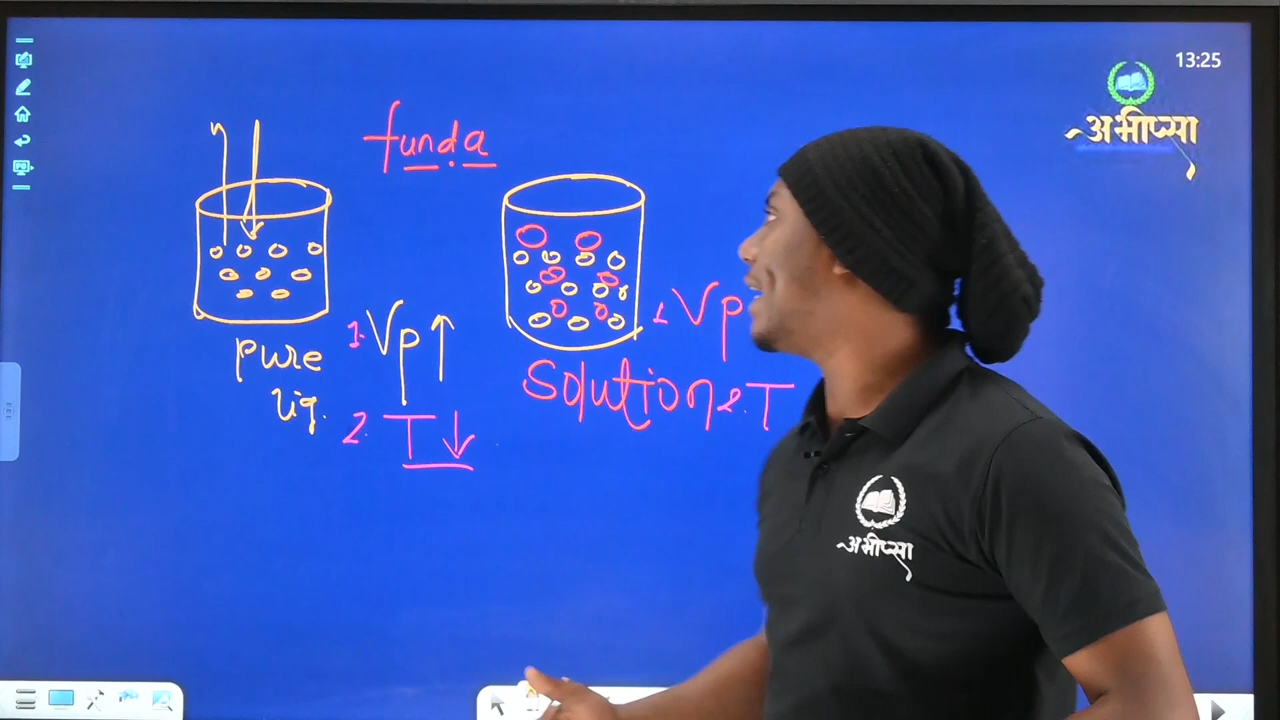 13:25
अभीप्सा
funda
pure
liq.
1. Vp ↑
2. T ↓
Solution
1. Vp
2. T
अभीप्सा